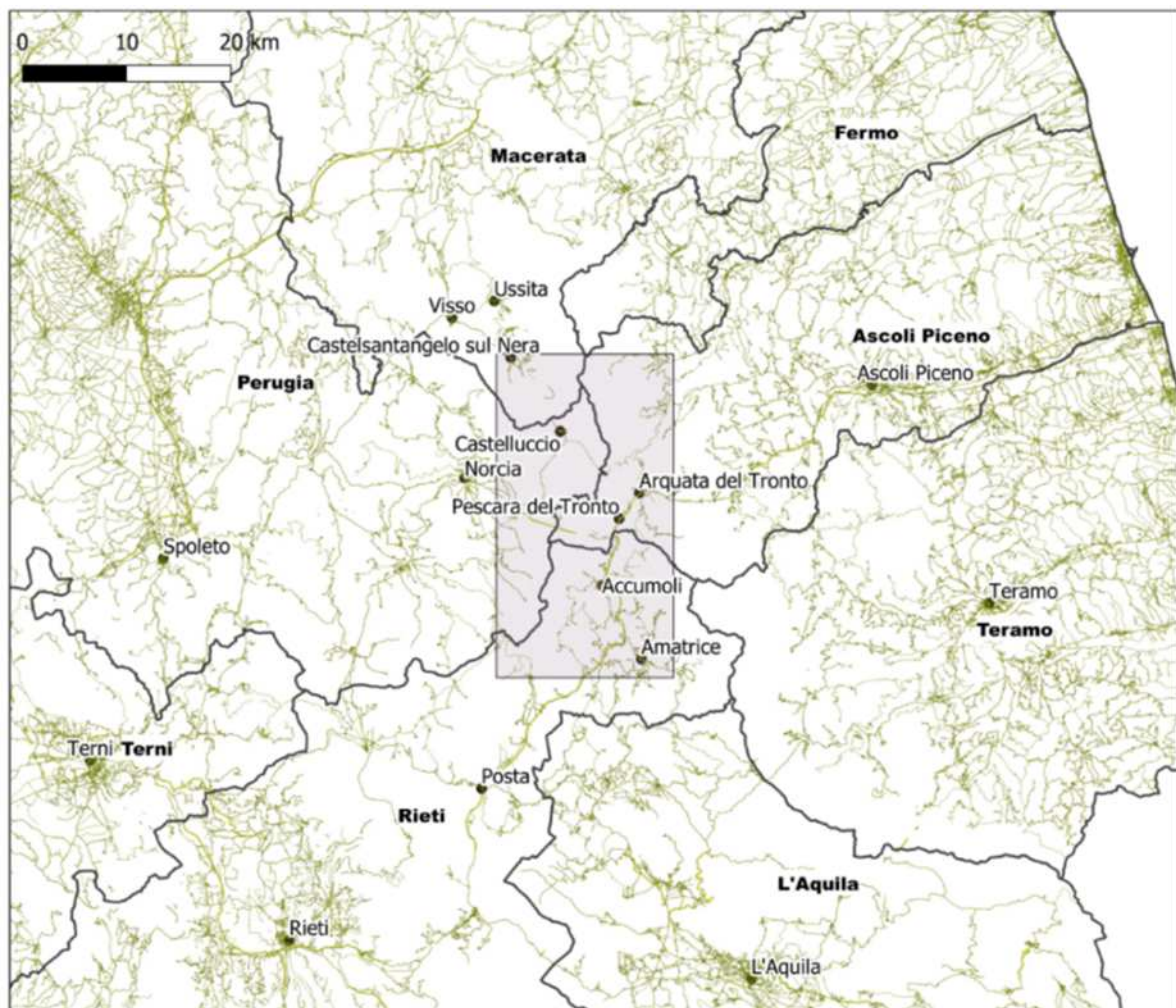 0 10 20 km
Fermo
Macerata
Ussita
Visso
Castelsantangelo sul Nera
Ascoli Piceno
Perugia
Ascoli Piceno
Castelluccio
Norcia
Arquata del Tronto
Pescara del Tronto
Spoleto
Accumoli
Teramo
Teramo
Amatrice
Terni Terni
Posta
Rieti
L'Aquila
Rieti
L'Aquila